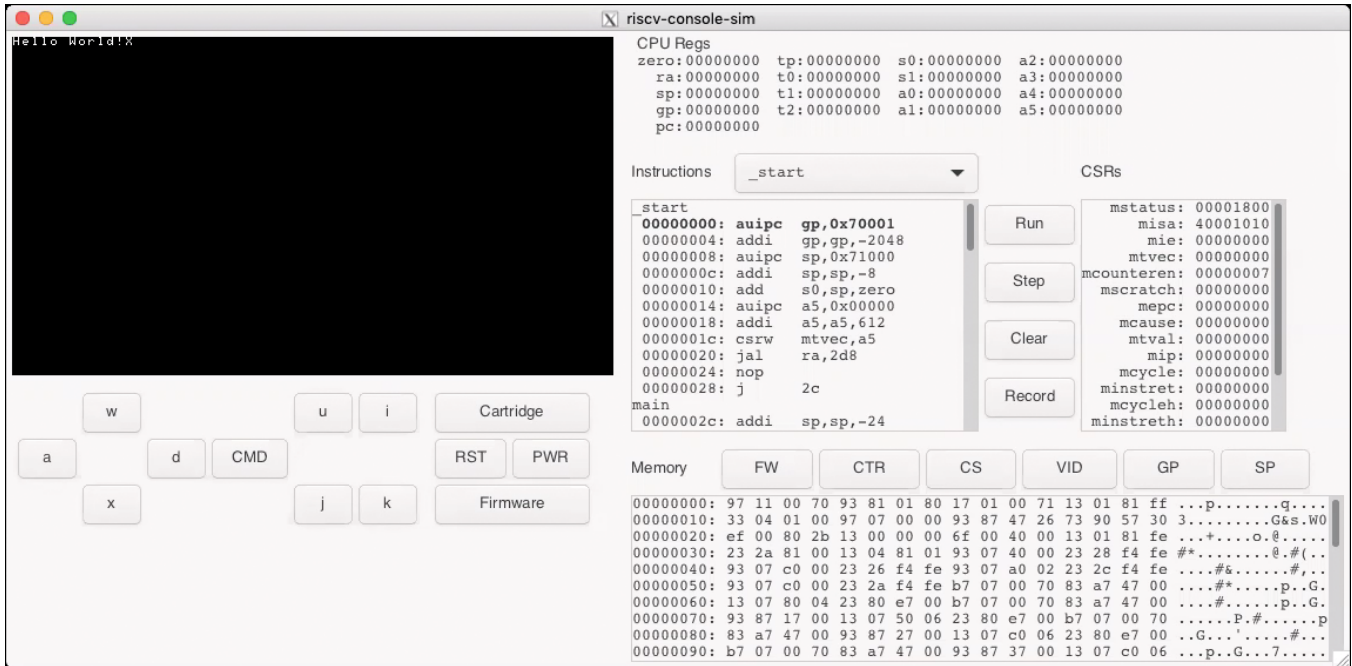 riscv-console-sim
Hello World!X
CPU Regs
zero:00000000 tp:00000000 s0:00000000 a2:00000000
ra:00000000 t0:00000000 s1:00000000 a3:00000000
sp:00000000 t1:00000000 a0:00000000 a4:00000000
gp:00000000 t2:00000000 a1:00000000 a5:00000000
pc:00000000
Instructions _start
_start
00000000: auipc gp,0x70001
00000004: addi gp,gp,-2048
00000008: auipc sp,0x71000
0000000c: addi sp,sp,-8
00000010: add s0,sp,zero
00000014: auipc a5,0x00000
00000018: addi a5,a5,612
0000001c: csrw mtvec,a5
00000020: jal ra,2d8
00000024: nop
00000028: j 2c
main
0000002c: addi sp,sp,-24
Run
Step
Clear
Record
CSRs
mstatus: 00001800
misa: 40001010
mie: 00000000
mtvec: 00000000
mcounteren: 00000007
mscratch: 00000000
mepc: 00000000
mcause: 00000000
mtval: 00000000
mip: 00000000
mcycle: 00000000
minstret: 00000000
mcycleh: 00000000
minstreth: 00000000
w u i Cartridge
a d CMD RST PWR
x j k Firmware
Memory FW CTR CS VID GP SP
00000000: 97 11 00 70 93 81 01 80 17 01 00 71 13 01 81 ff ...p.......q....
00000010: 33 04 01 00 97 07 00 00 93 87 47 26 73 90 57 30 3.........G&s.W0
00000020: ef 00 80 2b 13 00 00 00 6f 00 40 00 13 01 81 fe ...+....o.@.....
00000030: 23 2a 81 00 13 04 81 01 93 07 40 00 23 28 f4 fe #*........@.#(..
00000040: 93 07 c0 00 23 26 f4 fe 93 07 a0 02 23 2c f4 fe ....#&......#,..
00000050: 93 07 c0 00 23 2a f4 fe b7 07 00 70 83 a7 47 00 ....#*.....p..G.
00000060: 13 07 80 04 23 80 e7 00 b7 07 00 70 83 a7 47 00 ....#......p..G.
00000070: 93 87 17 00 13 07 50 06 23 80 e7 00 b7 07 00 70 ......P.#......p
00000080: 83 a7 47 00 93 87 27 00 13 07 c0 06 23 80 e7 00 ..G...'.....#...
00000090: b7 07 00 70 83 a7 47 00 93 87 37 00 13 07 c0 06 ...p..G...7.....